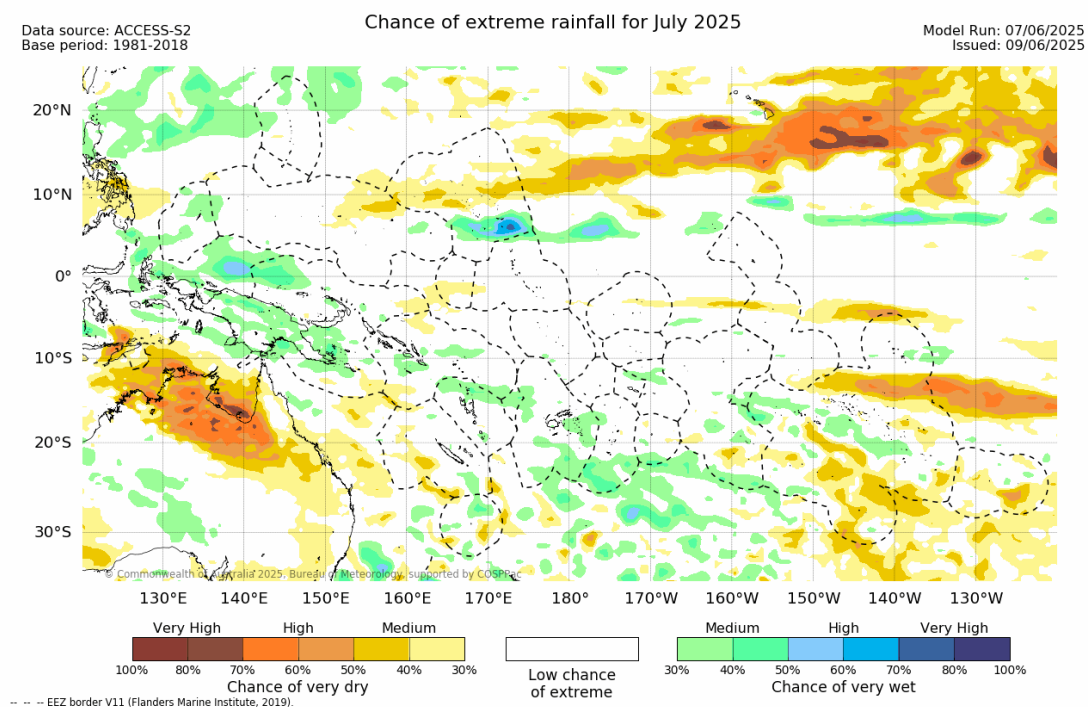 Chance of extreme rainfall for July 2025
Data source: ACCESS-S2
Base period: 1981-2018
Model Run: 07/06/2025
Issued: 09/06/2025
20°N
10°N
0°
10°S
20°S
30°S
© Commonwealth of Australia 2025. Bureau of Meteorology, supported by COSPPac
130°E 140°E 150°E 160°E 170°E 180° 170°W 160°W 150°W 140°W 130°W
Very High High Medium
100% 80% 70% 60% 50% 40% 30%
Chance of very dry
Low chance
of extreme
Medium High Very High
30% 40% 50% 60% 70% 80% 100%
Chance of very wet
-- -- -- EEZ border V11 (Flanders Marine Institute, 2019).